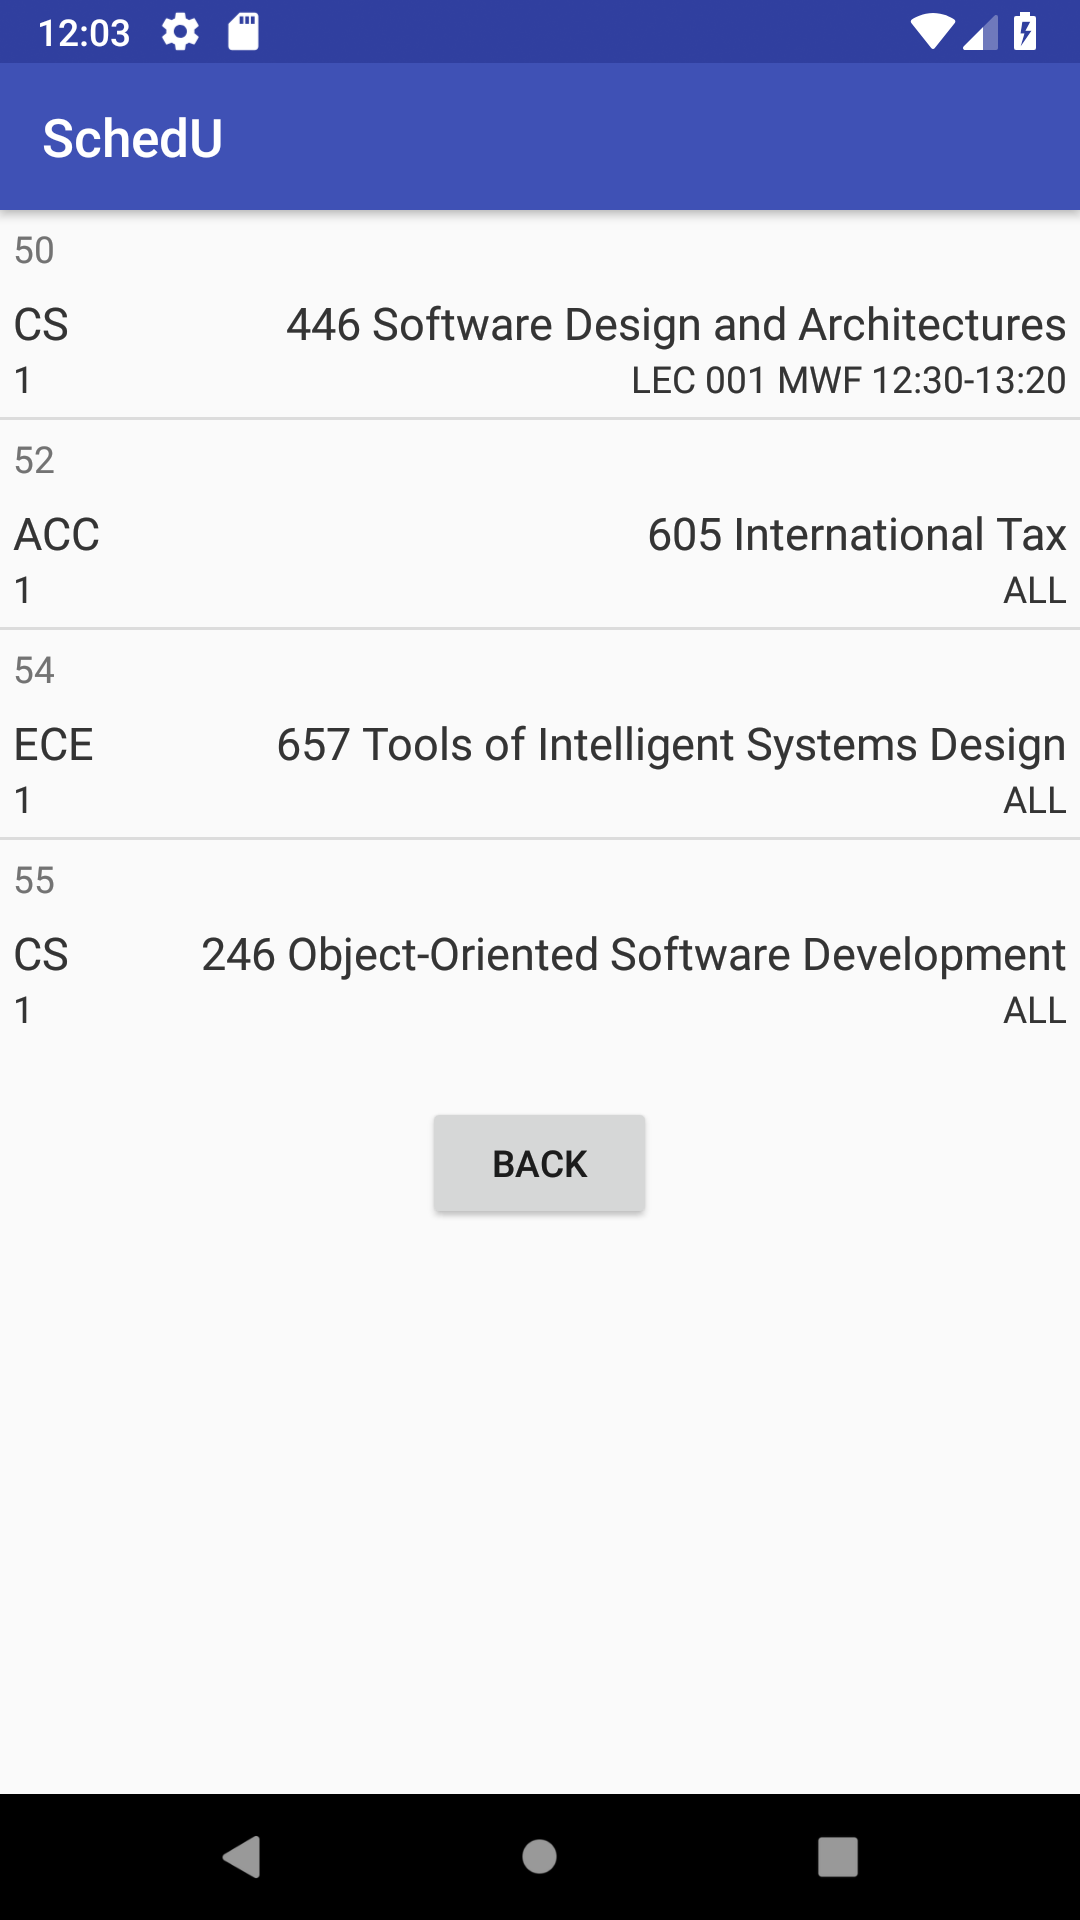 12:03
SchedU
50
CS 446 Software Design and Architectures
1 LEC 001 MWF 12:30-13:20
52
ACC 605 International Tax
1 ALL
54
ECE 657 Tools of Intelligent Systems Design
1 ALL
55
CS 246 Object-Oriented Software Development
1 ALL
BACK